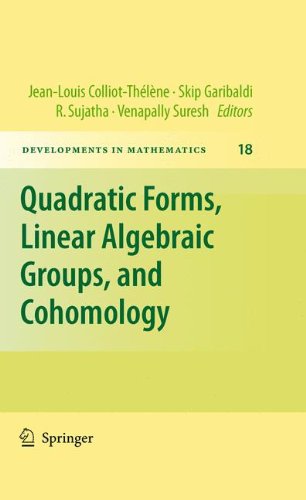 Jean-Louis Colliot-Thélène · Skip Garibaldi
R. Sujatha · Venapally Suresh Editors
DEVELOPMENTS IN MATHEMATICS 18
Quadratic Forms,
Linear Algebraic
Groups, and
Cohomology
Springer